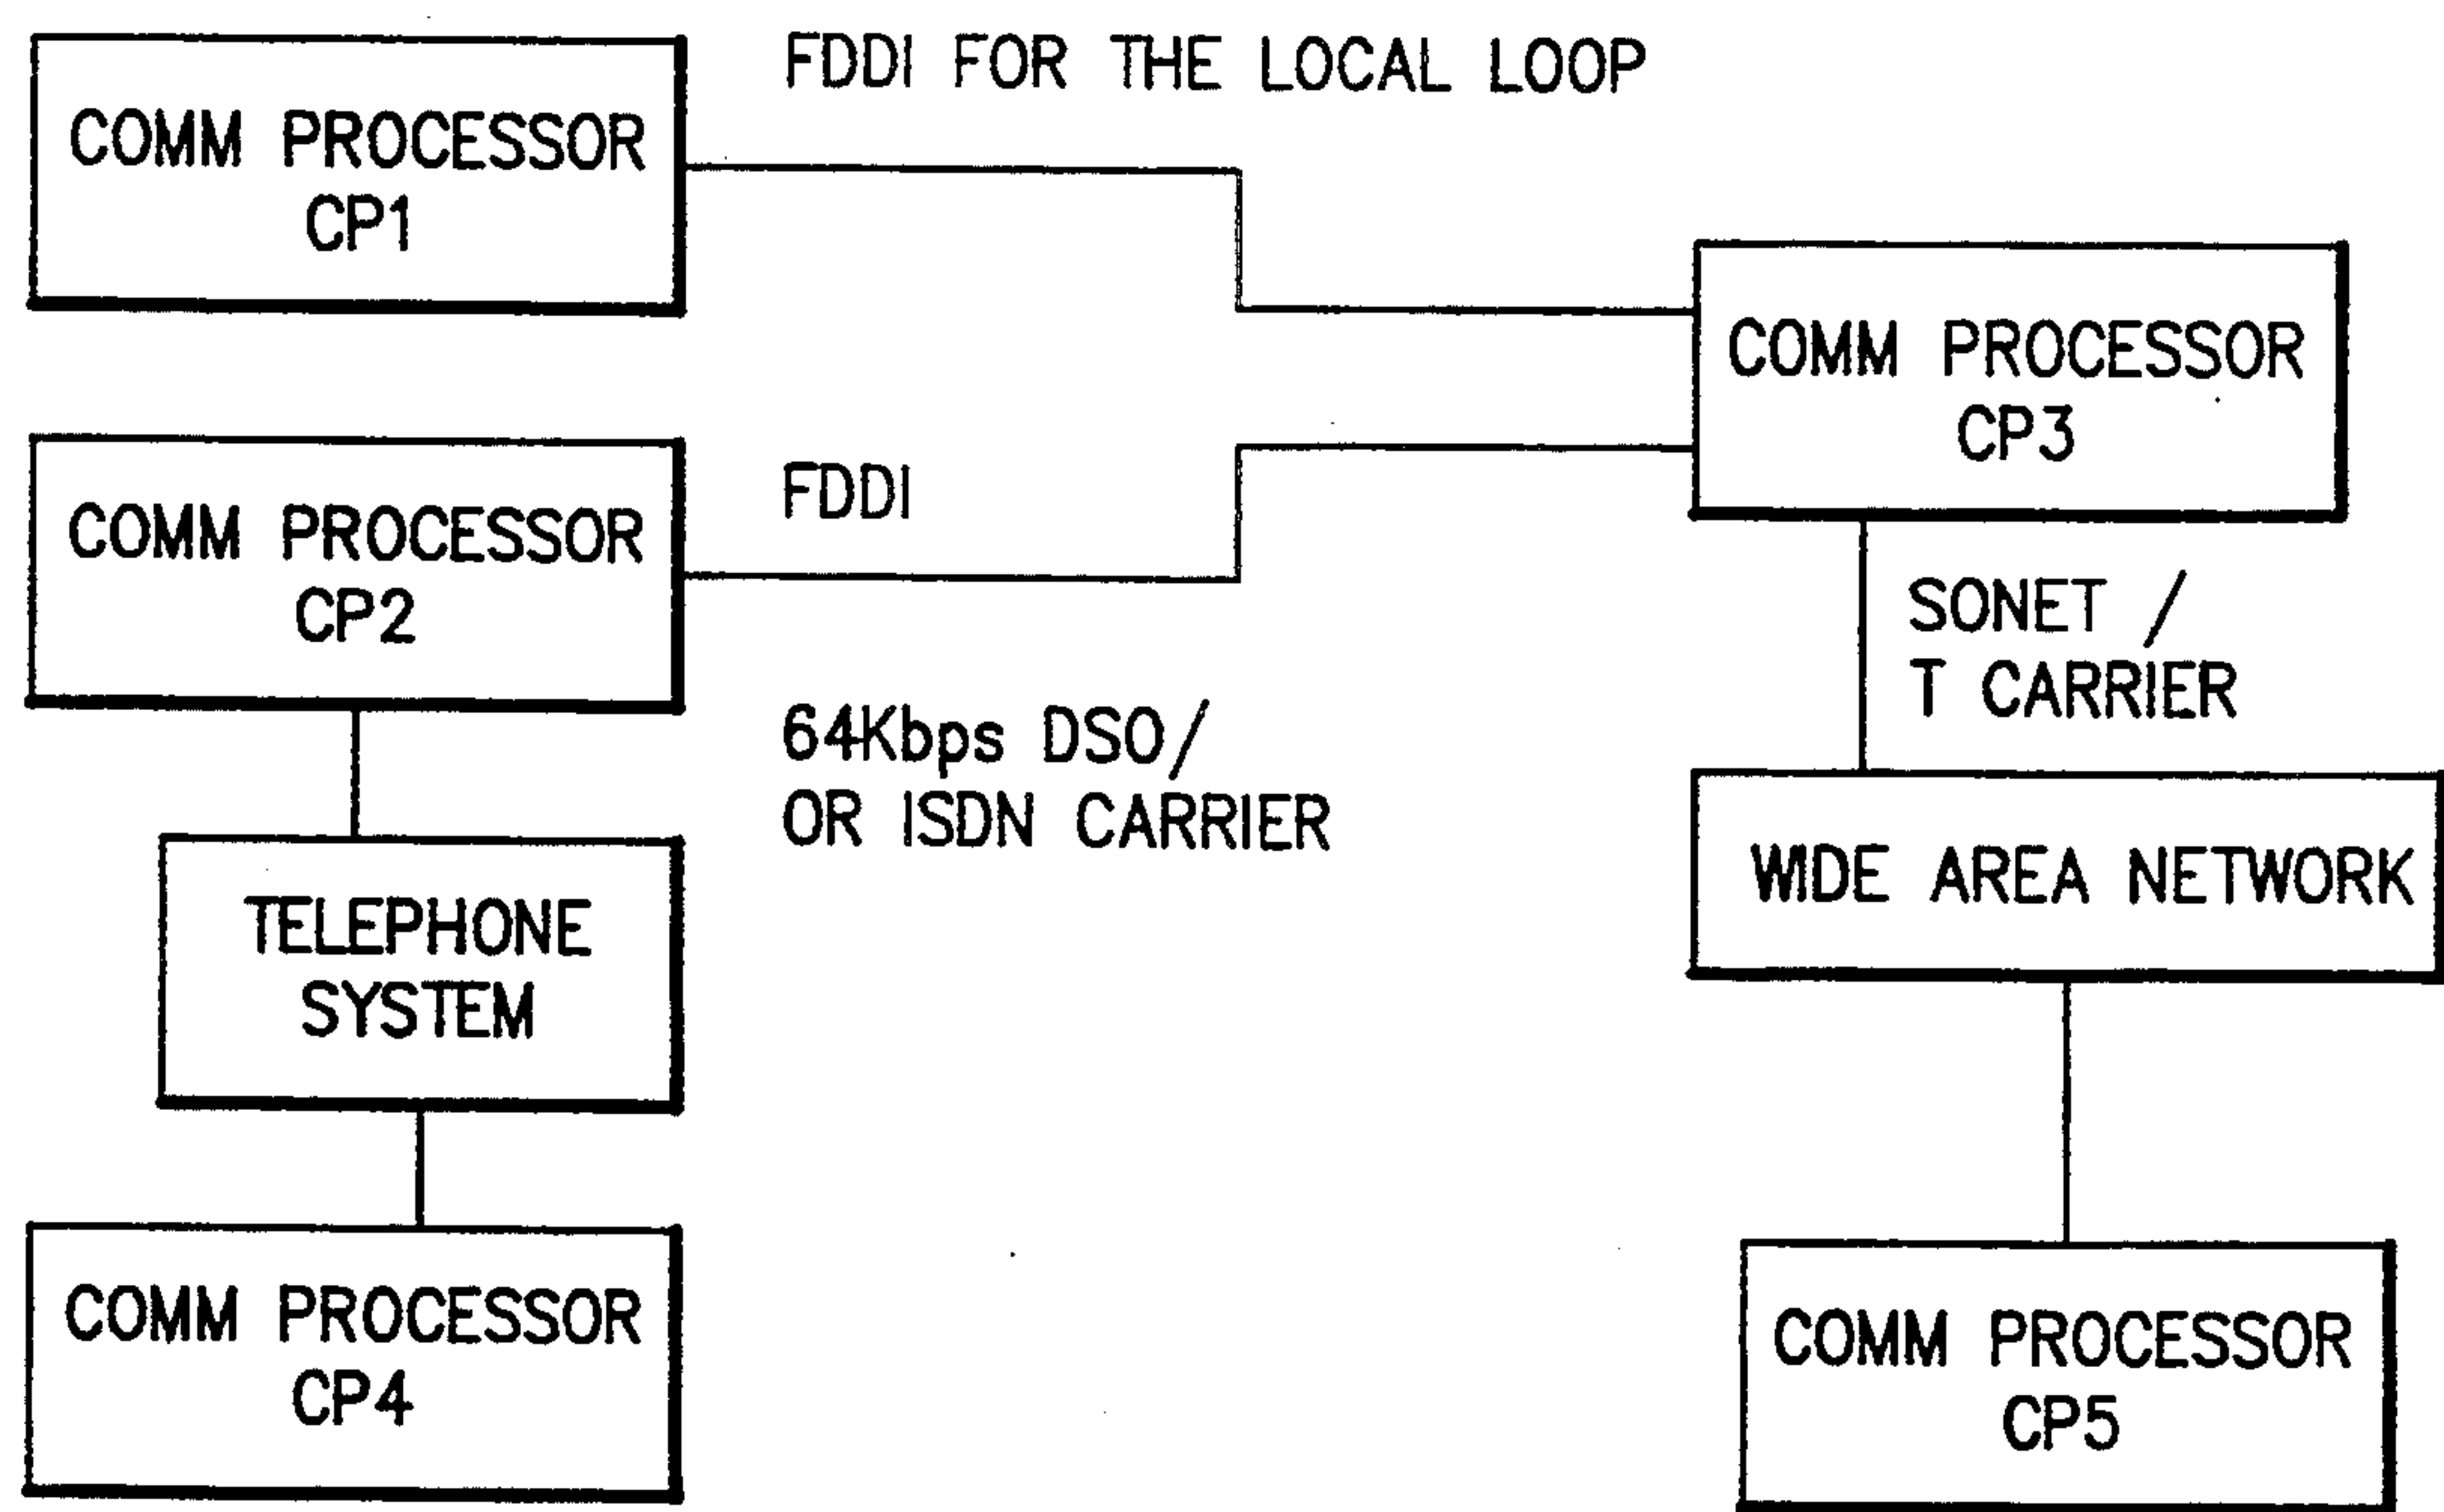 COMM PROCESSOR
CP1
FDDI FOR THE LOCAL LOOP
COMM PROCESSOR
CP3
COMM PROCESSOR
CP2
FDDI
SONET /
T CARRIER
64Kbps DSO/
OR ISDN CARRIER
WIDE AREA NETWORK
TELEPHONE
SYSTEM
COMM PROCESSOR
CP4
COMM PROCESSOR
CP5